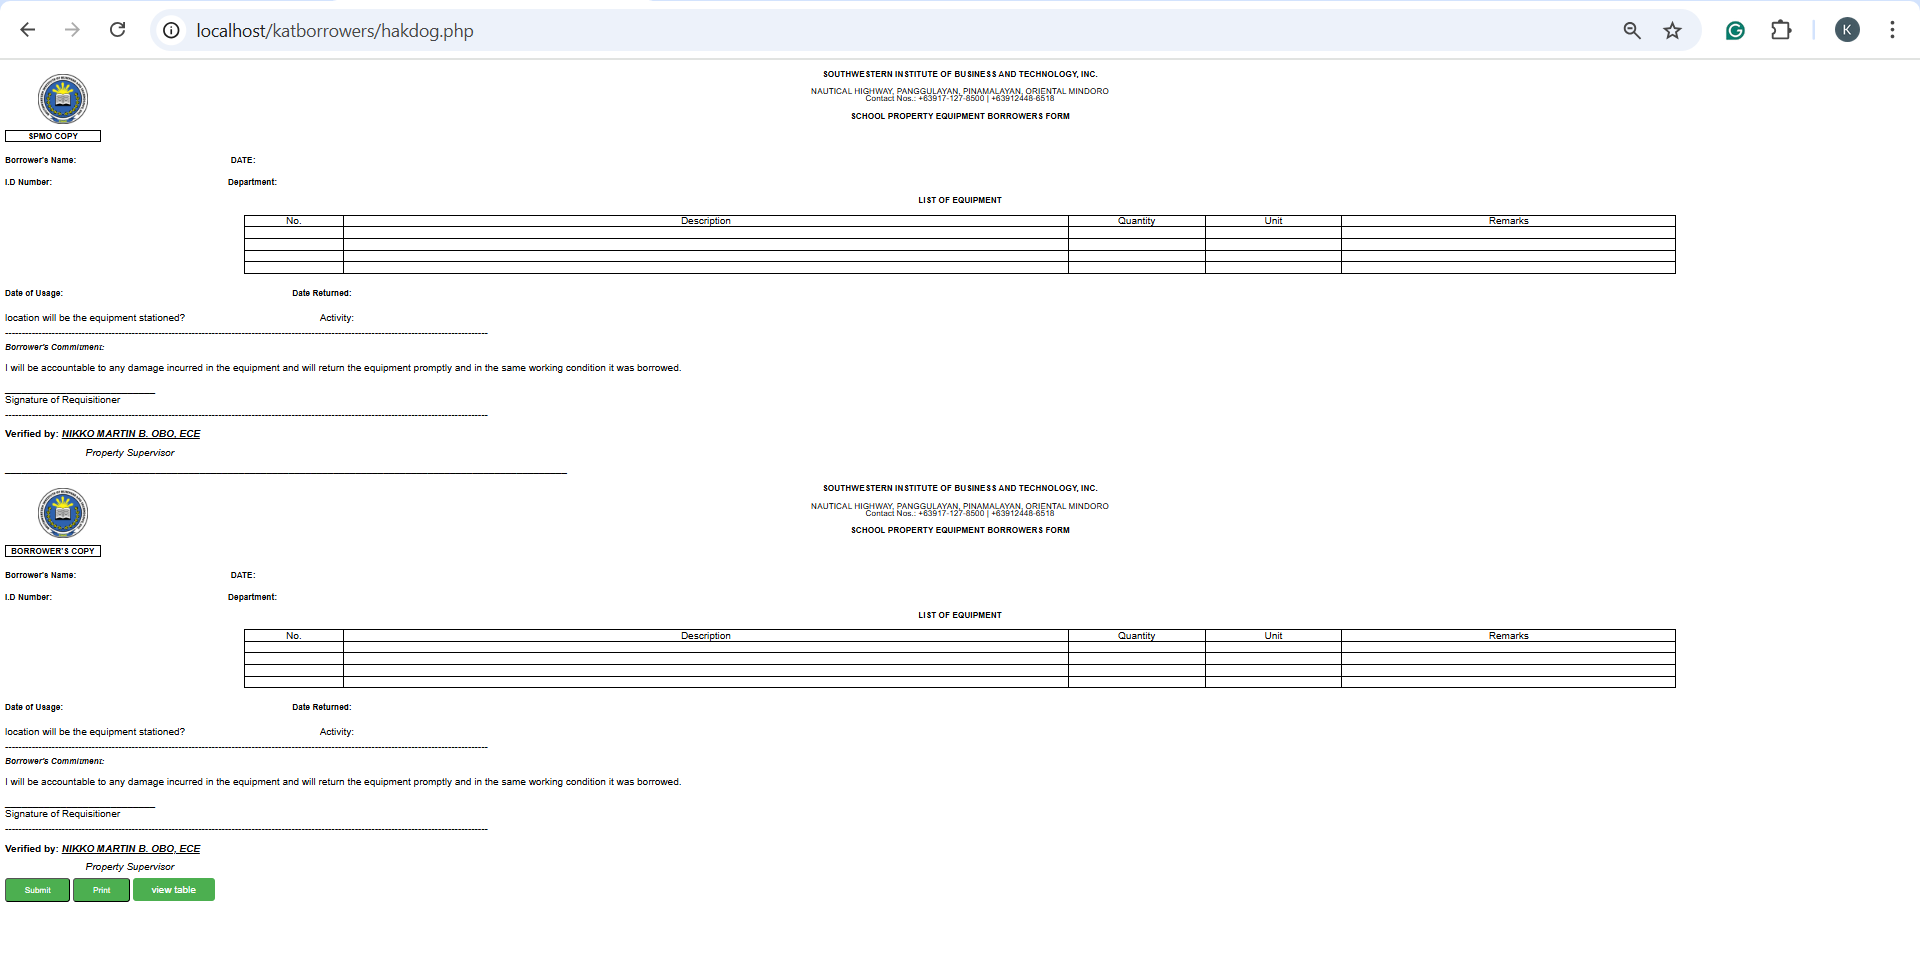 localhost/katborrowers/hakdog.php
K
SOUTHWESTERN INSTITUTE OF BUSINESS AND TECHNOLOGY, INC.
NAUTICAL HIGHWAY, PANGGULAYAN, PINAMALAYAN, ORIENTAL MINDORO
Contact Nos.: +63917-127-8500 | +63912448-6518
SCHOOL PROPERTY EQUIPMENT BORROWERS FORM
SPMO COPY
Borrower's Name: DATE:
I.D Number: Department:
LIST OF EQUIPMENT
No. Description Quantity Unit Remarks
Date of Usage: Date Returned:
location will be the equipment stationed? Activity:
Borrower's Commitment:
I will be accountable to any damage incurred in the equipment and will return the equipment promptly and in the same working condition it was borrowed.
Signature of Requisitioner
Verified by: NIKKO MARTIN B. OBO, ECE
Property Supervisor
SOUTHWESTERN INSTITUTE OF BUSINESS AND TECHNOLOGY, INC.
NAUTICAL HIGHWAY, PANGGULAYAN, PINAMALAYAN, ORIENTAL MINDORO
Contact Nos.: +63917-127-8500 | +63912448-6518
SCHOOL PROPERTY EQUIPMENT BORROWERS FORM
BORROWER'S COPY
Borrower's Name: DATE:
I.D Number: Department:
LIST OF EQUIPMENT
No. Description Quantity Unit Remarks
Date of Usage: Date Returned:
location will be the equipment stationed? Activity:
Borrower's Commitment:
I will be accountable to any damage incurred in the equipment and will return the equipment promptly and in the same working condition it was borrowed.
Signature of Requisitioner
Verified by: NIKKO MARTIN B. OBO, ECE
Property Supervisor
Submit Print view table